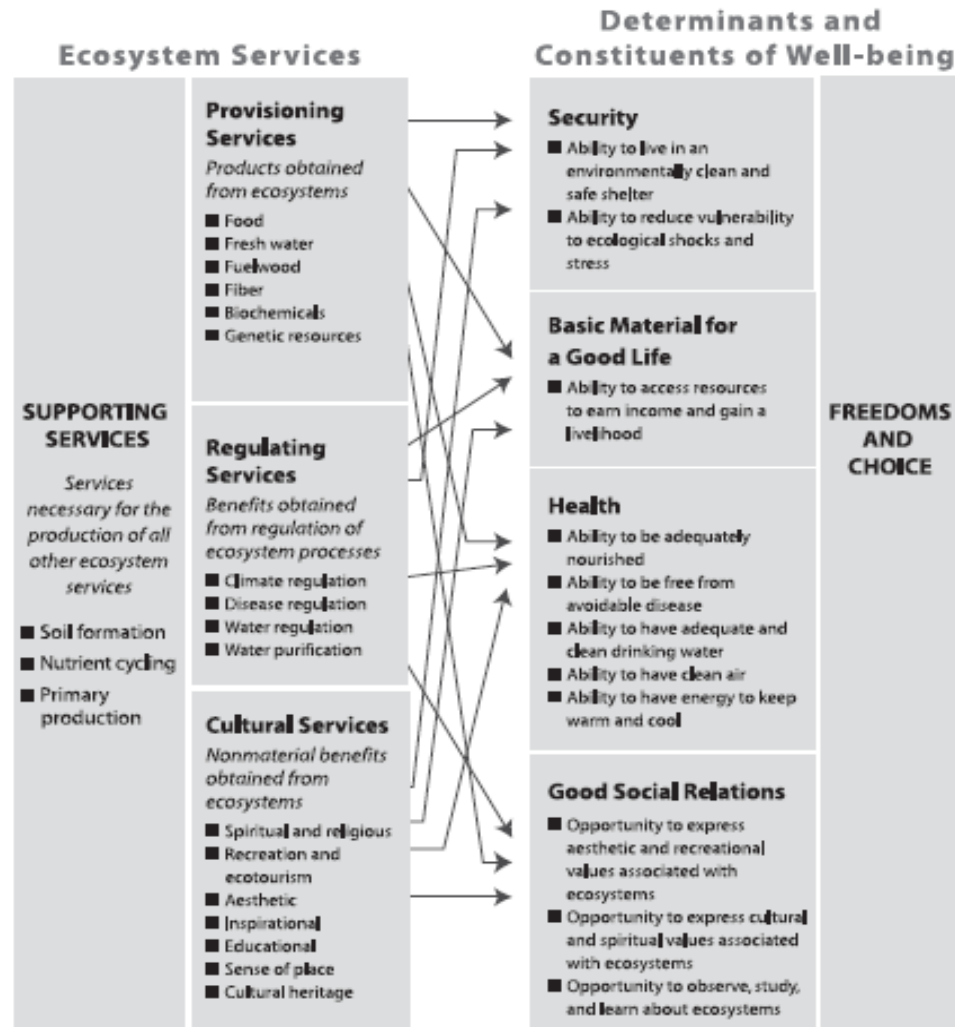 Ecosystem Services
Determinants and
Constituents of Well-being
SUPPORTING
SERVICES
Services
necessary for the
production of all
other ecosystem
services
■ Soil formation
■ Nutrient cycling
■ Primary
production
Provisioning
Services
Products obtained
from ecosystems
■ Food
■ Fresh water
■ Fuelwood
■ Fiber
■ Biochemicals
■ Genetic resources
Regulating
Services
Benefits obtained
from regulation of
ecosystem processes
■ Climate regulation
■ Disease regulation
■ Water regulation
■ Water purification
Cultural Services
Nonmaterial benefits
obtained from
ecosystems
■ Spiritual and religious
■ Recreation and
ecotourism
■ Aesthetic
■ Inspirational
■ Educational
■ Sense of place
■ Cultural heritage
Security
■ Ability to live in an
environmentally clean and
safe shelter
■ Ability to reduce vulnerability
to ecological shocks and
stress
Basic Material for
a Good Life
■ Ability to access resources
to earn income and gain a
livelihood
Health
■ Ability to be adequately
nourished
■ Ability to be free from
avoidable disease
■ Ability to have adequate and
clean drinking water
■ Ability to have clean air
■ Ability to have energy to keep
warm and cool
Good Social Relations
■ Opportunity to express
aesthetic and recreational
values associated with
ecosystems
■ Opportunity to express cultural
and spiritual values associated
with ecosystems
■ Opportunity to observe, study,
and learn about ecosystems
FREEDOMS
AND
CHOICE